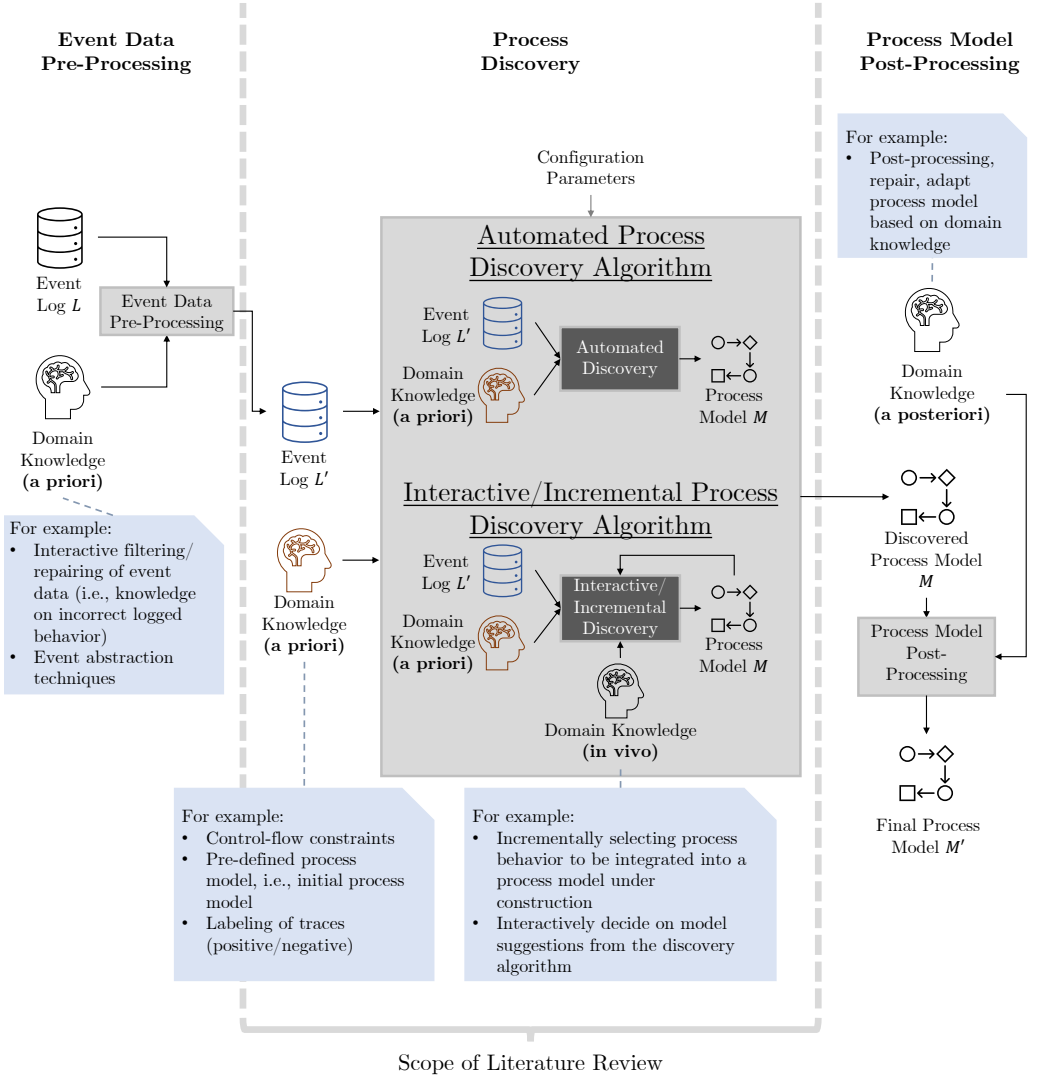 Event Data
Pre-Processing
Process
Discovery
Process Model
Post-Processing
Event
Log L
Event Data
Pre-Processing
Domain
Knowledge
(a priori)
For example:
• Interactive filtering/
repairing of event
data (i.e., knowledge
on incorrect logged
behavior)
• Event abstraction
techniques
Event
Log L′
Domain
Knowledge
(a priori)
For example:
• Control-flow constraints
• Pre-defined process
model, i.e., initial process
model
• Labeling of traces
(positive/negative)
Configuration
Parameters
Automated Process
Discovery Algorithm
Event
Log L′
Domain
Knowledge
(a priori)
Automated
Discovery
Process
Model M
Interactive/Incremental Process
Discovery Algorithm
Event
Log L′
Domain
Knowledge
(a priori)
Interactive/
Incremental
Discovery
Process
Model M
Domain Knowledge
(in vivo)
For example:
• Incrementally selecting process
behavior to be integrated into a
process model under
construction
• Interactively decide on model
suggestions from the discovery
algorithm
For example:
• Post-processing,
repair, adapt
process model
based on domain
knowledge
Domain
Knowledge
(a posteriori)
Discovered
Process Model
M
Process Model
Post-
Processing
Final Process
Model M′
Scope of Literature Review